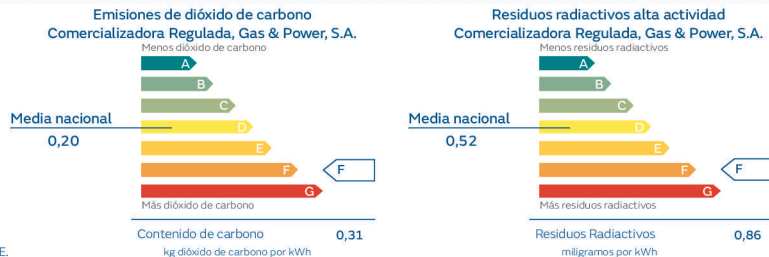 Emisiones de dióxido de carbono
Comercializadora Regulada, Gas & Power, S.A.
Menos dióxido de carbono
A
B
C
Media nacional
D
0,20
E
F
F
G
Más dióxido de carbono
Contenido de carbono 0,31
kg dióxido de carbono por kWh
E.
Residuos radiactivos alta actividad
Comercializadora Regulada, Gas & Power, S.A.
Menos residuos radiactivos
A
B
C
Media nacional
D
0,52
E
F
F
G
Más residuos radiactivos
Residuos Radiactivos 0,86
miligramos por kWh